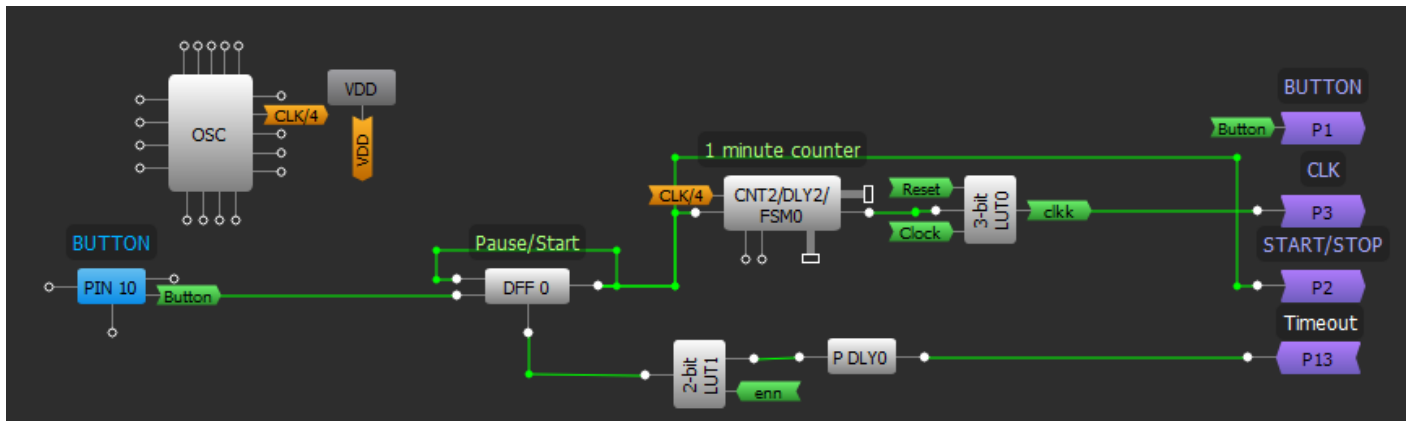 OSC
CLK/4
VDD
VDD
BUTTON
PIN 10
Button
Pause/Start
DFF 0
1 minute counter
CLK/4
CNT2/DLY2/
FSM0
Reset
Clock
3-bit
LUT0
clkk
2-bit
LUT1
enn
P DLY0
BUTTON
Button
P1
CLK
P3
START/STOP
P2
Timeout
P13